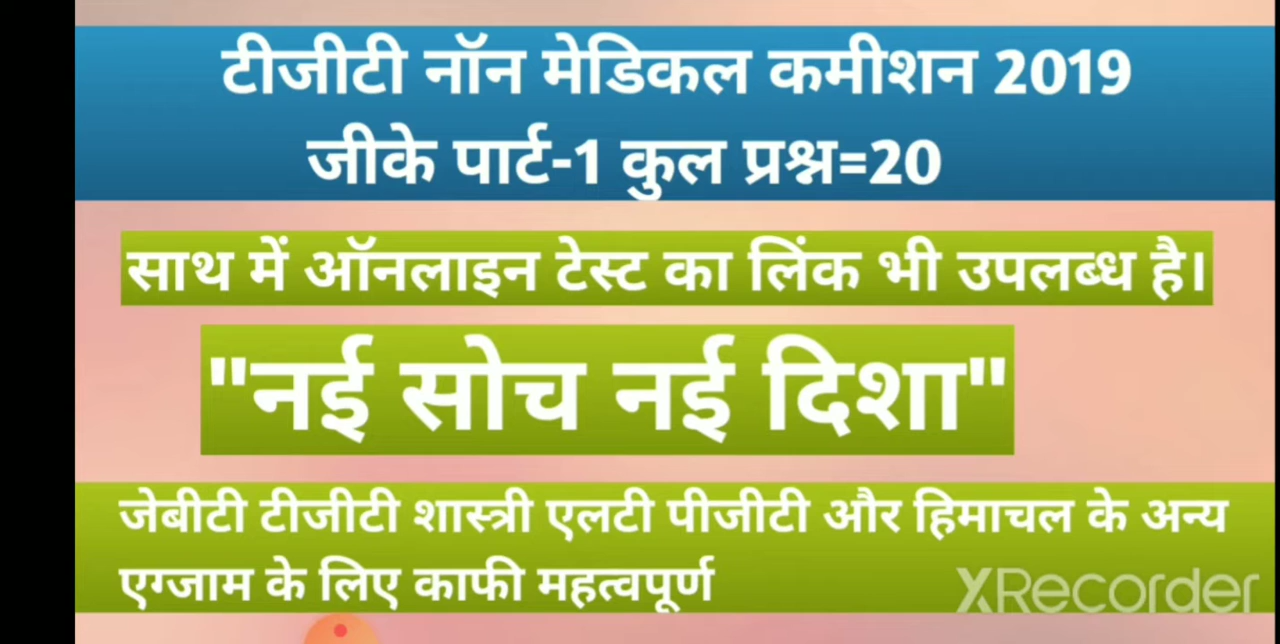 टीजीटी नॉन मेडिकल कमीशन 2019
जीके पार्ट-1 कुल प्रश्न=20
साथ में ऑनलाइन टेस्ट का लिंक भी उपलब्ध है।
"नई सोच नई दिशा"
जेबीटी टीजीटी शास्त्री एलटी पीजीटी और हिमाचल के अन्य
एग्जाम के लिए काफी महत्वपूर्ण
XRecorder